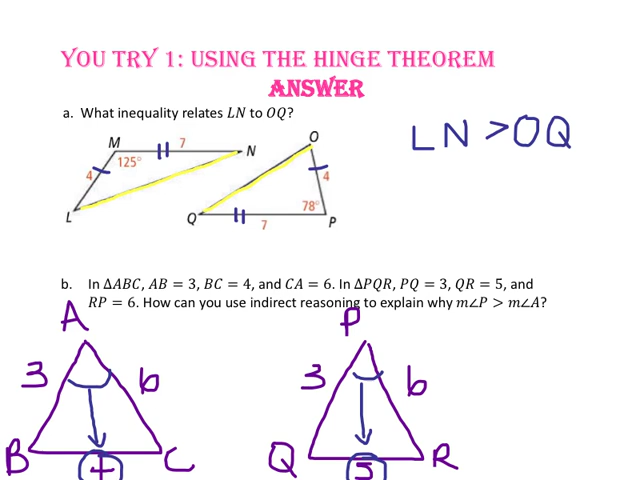 YOU TRY 1: USING THE HINGE THEOREM
ANSWER
a. What inequality relates LN to OQ?
LN > OQ
M 7 N
125°
4
L
O
4
78°
Q 7 P
b. In ΔABC, AB = 3, BC = 4, and CA = 6. In ΔPQR, PQ = 3, QR = 5, and
RP = 6. How can you use indirect reasoning to explain why m∠P > m∠A?
A
3 6
B 4 C
P
3 6
Q 5 R